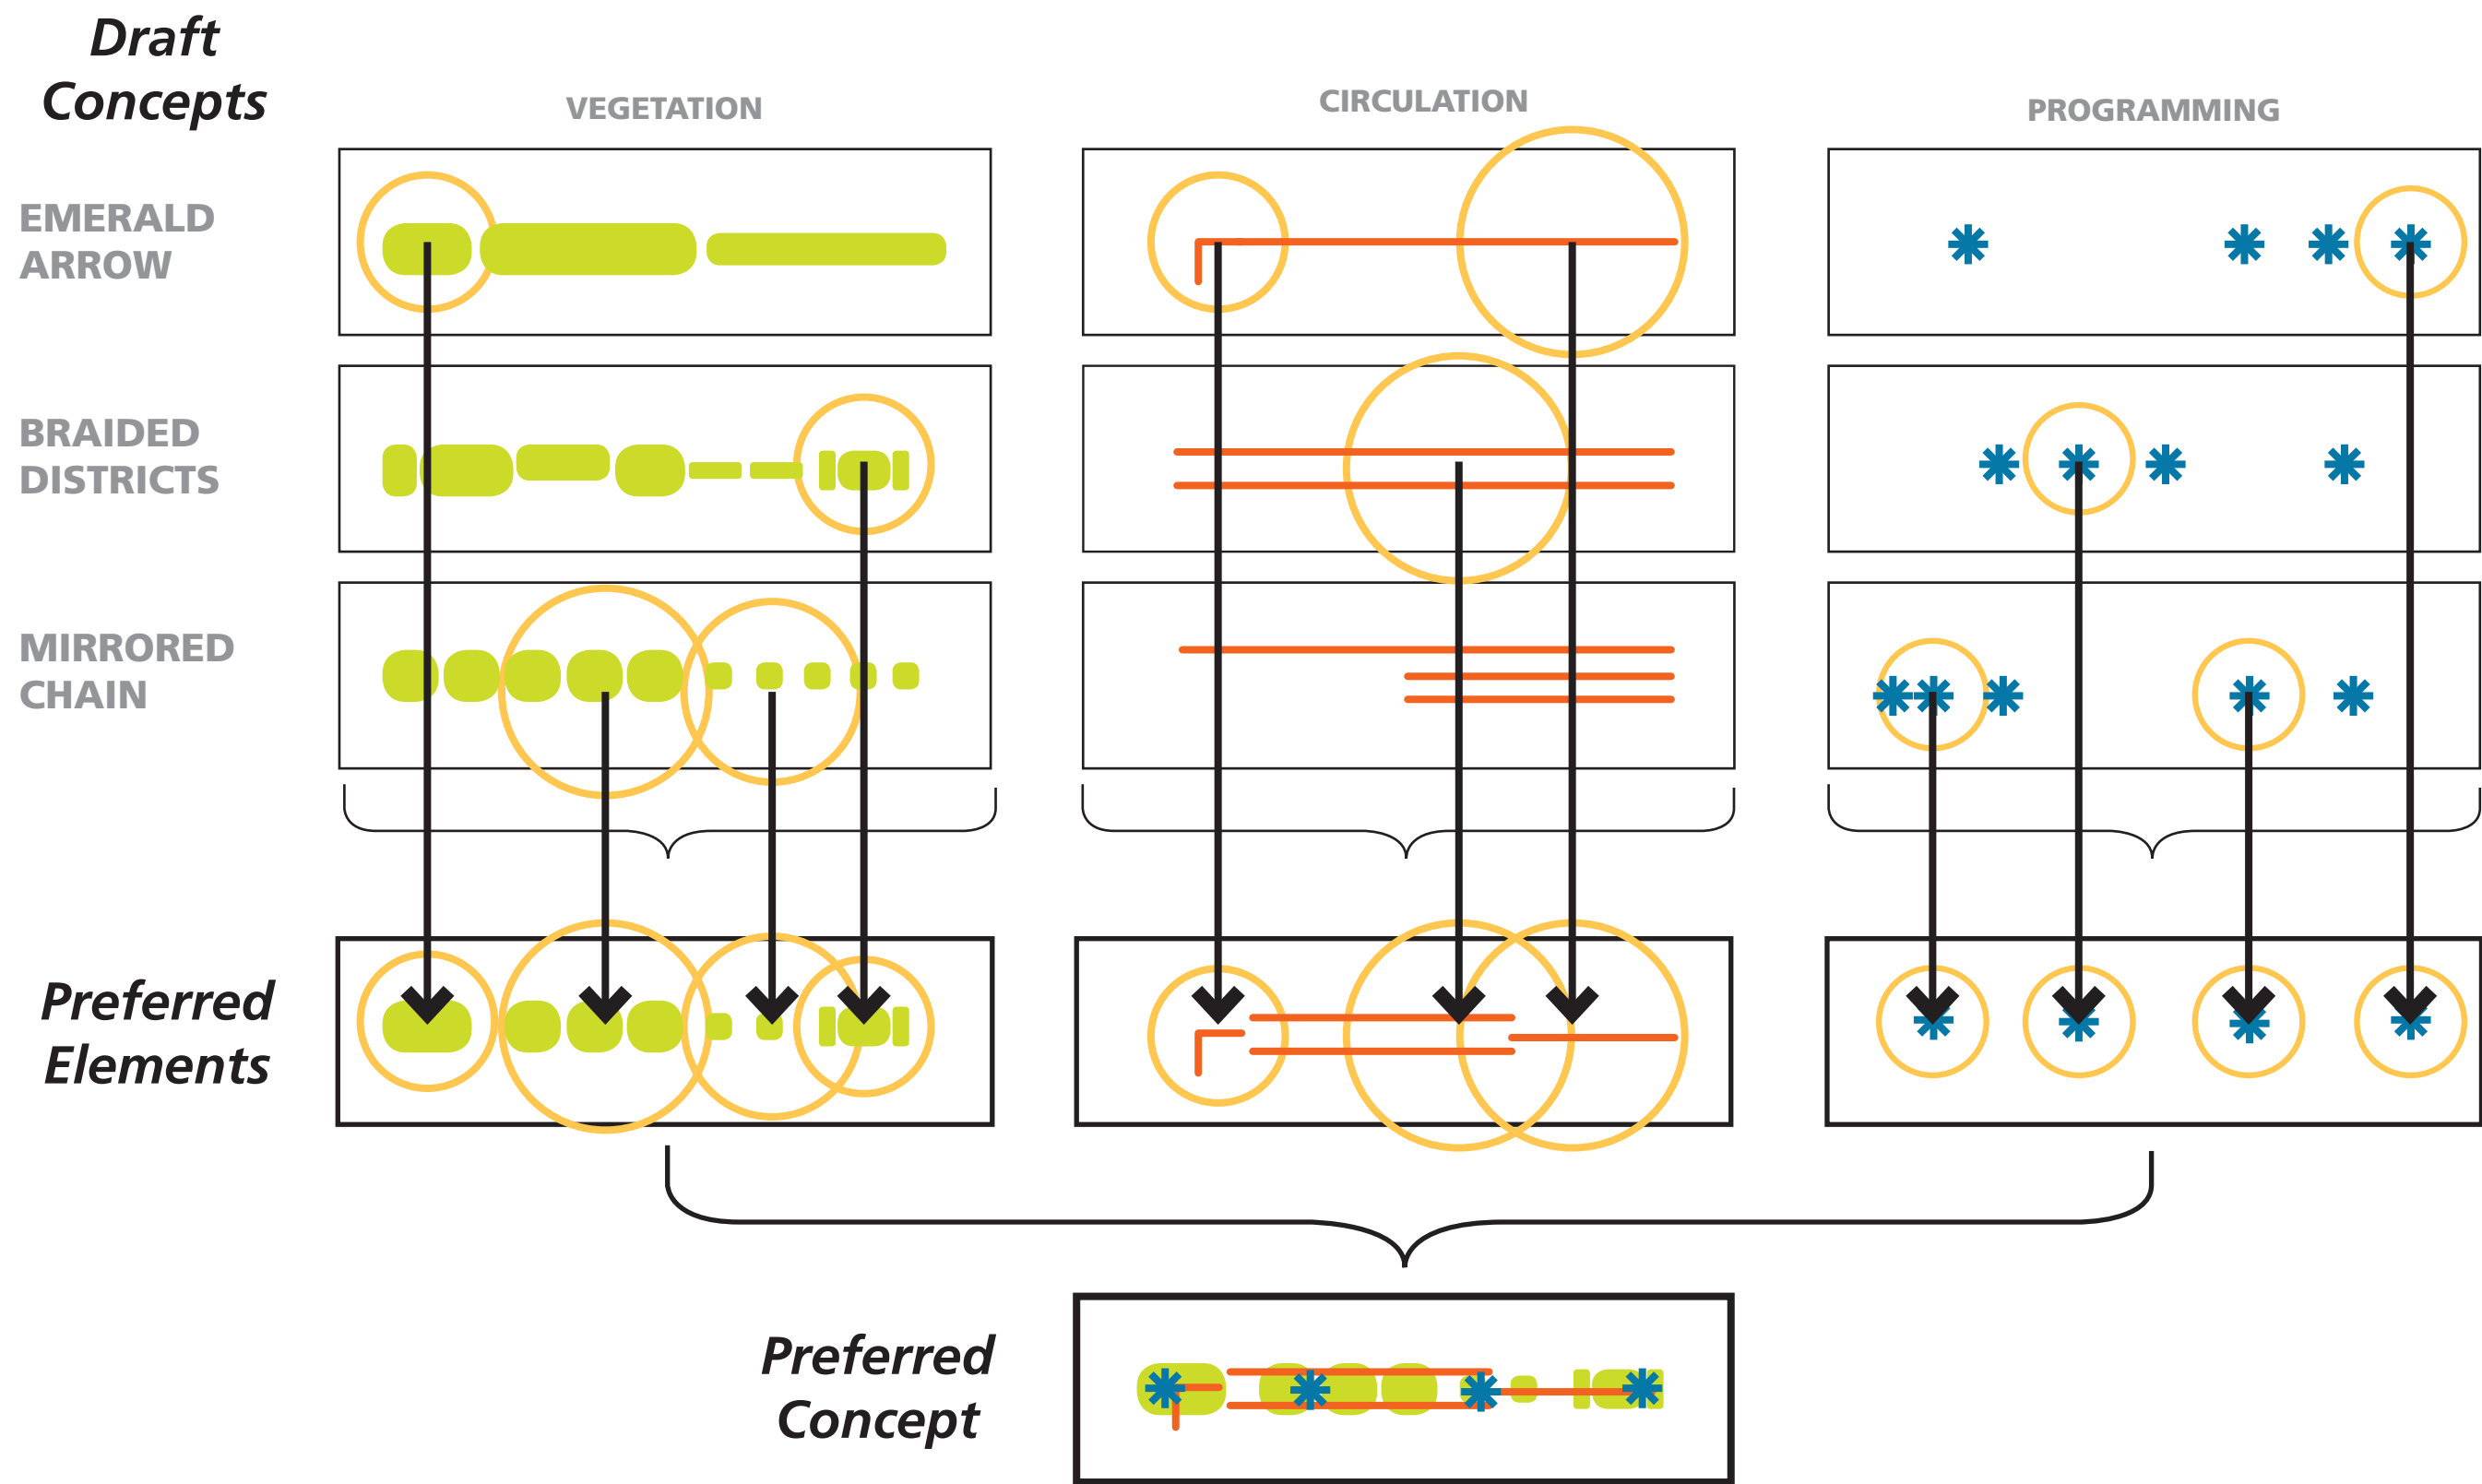 Draft
Concepts
VEGETATION
CIRCULATION
PROGRAMMING
EMERALD
ARROW
BRAIDED
DISTRICTS
MIRRORED
CHAIN
Preferred
Elements
Preferred
Concept